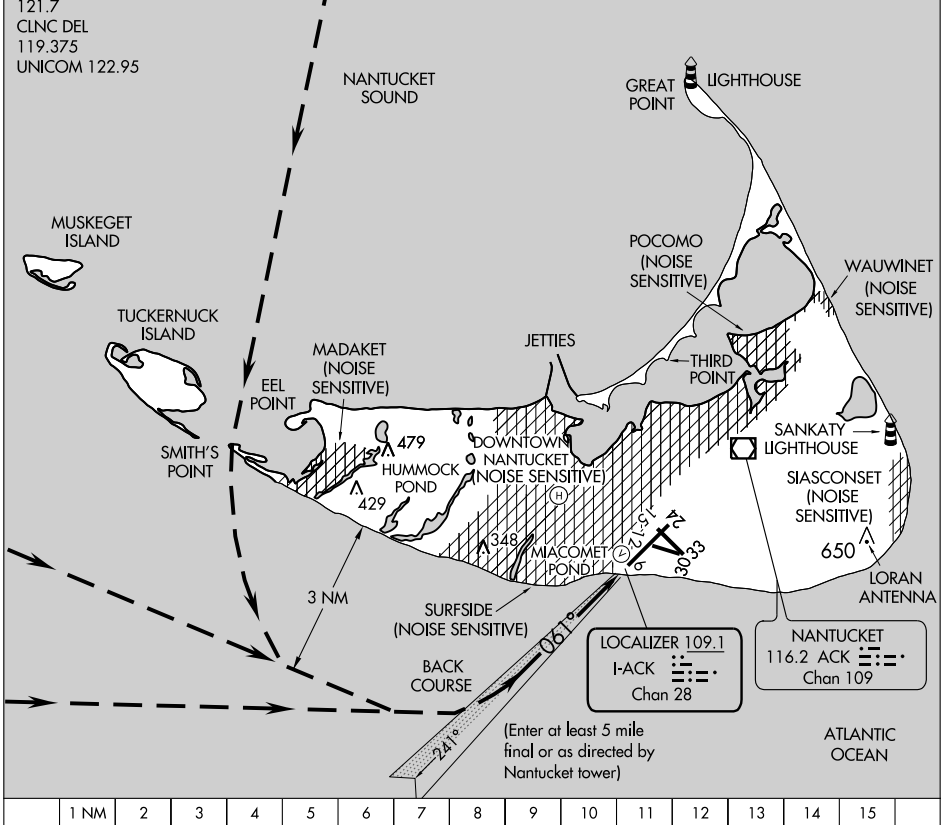 121.7
CLNC DEL
119.375
UNICOM 122.95
NANTUCKET
SOUND
GREAT
POINT
LIGHTHOUSE
MUSKEGET
ISLAND
POCOMO
(NOISE
SENSITIVE)
WAUWINET
(NOISE
SENSITIVE)
TUCKERNUCK
ISLAND
MADAKET
(NOISE
SENSITIVE)
JETTIES
THIRD
POINT
EEL
POINT
SMITH'S
POINT
479
HUMMOCK
POND
429
DOWNTOWN
NANTUCKET
(NOISE SENSITIVE)
H
SANKATY
LIGHTHOUSE
SIASCONSET
(NOISE
SENSITIVE)
650
LORAN
ANTENNA
348
MIACOMET
POND
15-12
24
6
30
33
3 NM
SURFSIDE
(NOISE SENSITIVE)
061°
BACK
COURSE
241°
LOCALIZER 109.1
I-ACK
Chan 28
NANTUCKET
116.2 ACK
Chan 109
(Enter at least 5 mile
final or as directed by
Nantucket tower)
ATLANTIC
OCEAN
1 NM 2 3 4 5 6 7 8 9 10 11 12 13 14 15